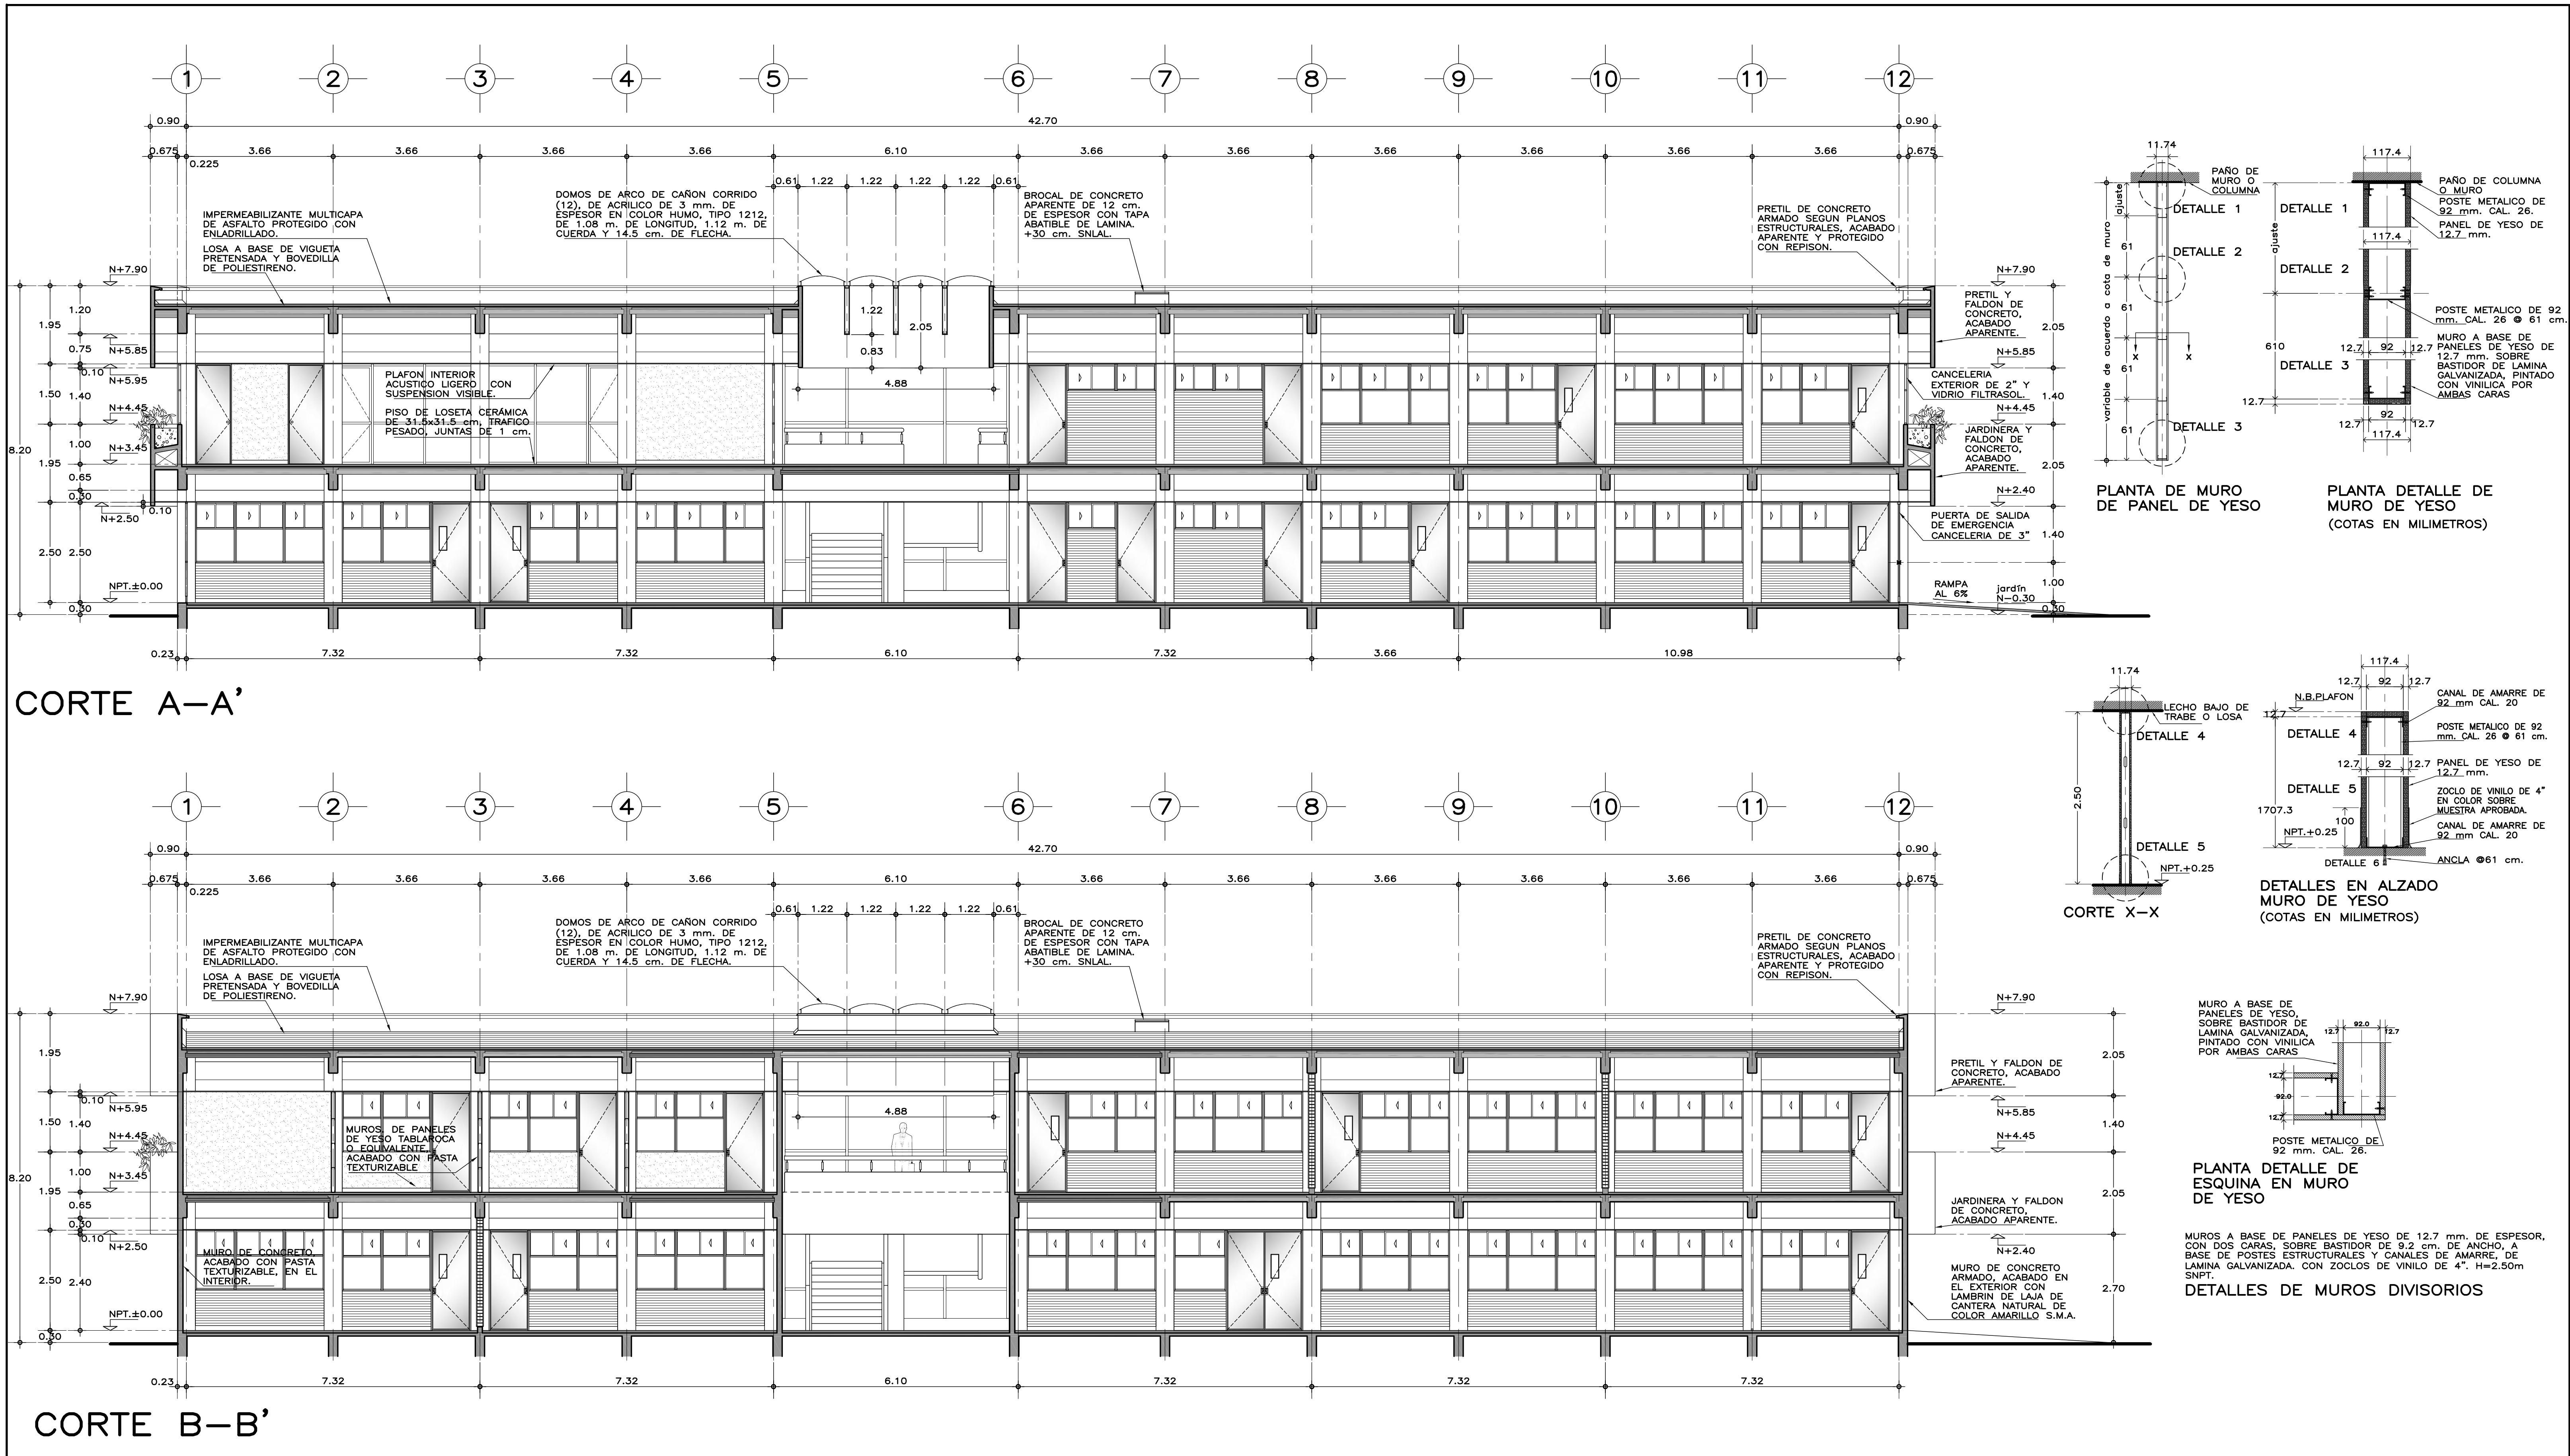 1 2 3 4 5 6 7 8 9 10 11 12
0.90 42.70 0.90
0.675 3.66 3.66 3.66 3.66 6.10 3.66 3.66 3.66 3.66 3.66 3.66 0.675
0.225
0.61 1.22 1.22 1.22 1.22 0.61
IMPERMEABILIZANTE MULTICAPA
DE ASFALTO PROTEGIDO CON
ENLADRILLADO.
LOSA A BASE DE VIGUETA
PRETENSADA Y BOVEDILLA
DE POLIESTIRENO.
DOMOS DE ARCO DE CAÑON CORRIDO
(12), DE ACRILICO DE 3 mm. DE
ESPESOR EN COLOR HUMO, TIPO 1212,
DE 1.08 m. DE LONGITUD, 1.12 m. DE
CUERDA Y 14.5 cm. DE FLECHA.
BROCAL DE CONCRETO
APARENTE DE 12 cm.
DE ESPESOR CON TAPA
ABATIBLE DE LAMINA.
+30 cm. SNLAL.
PRETIL DE CONCRETO
ARMADO SEGUN PLANOS
ESTRUCTURALES, ACABADO
APARENTE Y PROTEGIDO
CON REPISON.
N+7.90
1.20
1.95
N+5.85
0.75
0.10
N+5.95
1.50 1.40
N+4.45
1.00
N+3.45
8.20
1.95
0.65
0.30
0.10
N+2.50
2.50 2.50
NPT.±0.00
0.30
1.22
2.05
0.83
4.88
PLAFON INTERIOR
ACUSTICO LIGERO CON
SUSPENSION VISIBLE.
PISO DE LOSETA CERÁMICA
DE 31.5x31.5 cm, TRAFICO
PESADO, JUNTAS DE 1 cm.
N+7.90
PRETIL Y
FALDON DE
CONCRETO,
ACABADO
APARENTE.
2.05
N+5.85
CANCELERIA
EXTERIOR DE 2" Y
VIDRIO FILTRASOL.
1.40
N+4.45
JARDINERA Y
FALDON DE
CONCRETO,
ACABADO
APARENTE.
2.05
N+2.40
PUERTA DE SALIDA
DE EMERGENCIA
CANCELERIA DE 3"
1.40
1.00
RAMPA
AL 6%
jardín
N-0.30
0.30
0.23 7.32 7.32 6.10 7.32 3.66 10.98
CORTE A-A'
11.74
PAÑO DE
MURO O
COLUMNA
ajuste
DETALLE 1
61
DETALLE 2
61
variable de acuerdo a cota de muro
x x
61
61
DETALLE 3
PLANTA DE MURO
DE PANEL DE YESO
117.4
PAÑO DE COLUMNA
O MURO
DETALLE 1
POSTE METALICO DE
92 mm. CAL. 26.
PANEL DE YESO DE
12.7 mm.
117.4
ajuste
DETALLE 2
POSTE METALICO DE 92
mm. CAL. 26 @ 61 cm.
610
12.7 92 12.7
DETALLE 3
MURO A BASE DE
PANELES DE YESO DE
12.7 mm. SOBRE
BASTIDOR DE LAMINA
GALVANIZADA, PINTADO
CON VINILICA POR
AMBAS CARAS
12.7
92
12.7 12.7
117.4
PLANTA DETALLE DE
MURO DE YESO
(COTAS EN MILIMETROS)
11.74
LECHO BAJO DE
TRABE O LOSA
DETALLE 4
2.50
DETALLE 5
NPT.+0.25
CORTE X-X
117.4
12.7 92 12.7
N.B.PLAFON
12.7
CANAL DE AMARRE DE
92 mm CAL. 20
DETALLE 4
POSTE METALICO DE 92
mm. CAL. 26 @ 61 cm.
12.7 92 12.7
PANEL DE YESO DE
12.7 mm.
DETALLE 5
ZOCLO DE VINILO DE 4"
EN COLOR SOBRE
MUESTRA APROBADA.
1707.3
100
CANAL DE AMARRE DE
92 mm CAL. 20
NPT.+0.25
DETALLE 6
ANCLA @61 cm.
DETALLES EN ALZADO
MURO DE YESO
(COTAS EN MILIMETROS)
1 2 3 4 5 6 7 8 9 10 11 12
0.90 42.70 0.90
0.675 3.66 3.66 3.66 3.66 6.10 3.66 3.66 3.66 3.66 3.66 3.66 0.675
0.225
0.61 1.22 1.22 1.22 1.22 0.61
IMPERMEABILIZANTE MULTICAPA
DE ASFALTO PROTEGIDO CON
ENLADRILLADO.
LOSA A BASE DE VIGUETA
PRETENSADA Y BOVEDILLA
DE POLIESTIRENO.
DOMOS DE ARCO DE CAÑON CORRIDO
(12), DE ACRILICO DE 3 mm. DE
ESPESOR EN COLOR HUMO, TIPO 1212,
DE 1.08 m. DE LONGITUD, 1.12 m. DE
CUERDA Y 14.5 cm. DE FLECHA.
BROCAL DE CONCRETO
APARENTE DE 12 cm.
DE ESPESOR CON TAPA
ABATIBLE DE LAMINA.
+30 cm. SNLAL.
PRETIL DE CONCRETO
ARMADO SEGUN PLANOS
ESTRUCTURALES, ACABADO
APARENTE Y PROTEGIDO
CON REPISON.
N+7.90
1.95
0.10
N+5.95
1.50 1.40
N+4.45
1.00
N+3.45
8.20
1.95
0.65
0.30
0.10
N+2.50
2.50 2.40
NPT.±0.00
0.30
MUROS. DE PANELES
DE YESO TABLAROCA
O EQUIVALENTE,
ACABADO CON PASTA
TEXTURIZABLE
MURO DE CONCRETO,
ACABADO CON PASTA
TEXTURIZABLE, EN EL
INTERIOR.
4.88
N+7.90
2.05
PRETIL Y FALDON DE
CONCRETO, ACABADO
APARENTE.
N+5.85
1.40
N+4.45
2.05
JARDINERA Y FALDON
DE CONCRETO,
ACABADO APARENTE.
N+2.40
MURO DE CONCRETO
ARMADO, ACABADO EN
EL EXTERIOR CON
LAMBRIN DE LAJA DE
CANTERA NATURAL DE
COLOR AMARILLO S.M.A.
2.70
0.23 7.32 7.32 6.10 7.32 7.32 7.32
CORTE B-B'
MURO A BASE DE
PANELES DE YESO,
SOBRE BASTIDOR DE
LAMINA GALVANIZADA,
PINTADO CON VINILICA
POR AMBAS CARAS
12.7 92.0 12.7
12.7
92.0
12.7
POSTE METALICO DE
92 mm. CAL. 26.
PLANTA DETALLE DE
ESQUINA EN MURO
DE YESO
MUROS A BASE DE PANELES DE YESO DE 12.7 mm. DE ESPESOR,
CON DOS CARAS, SOBRE BASTIDOR DE 9.2 cm. DE ANCHO, A
BASE DE POSTES ESTRUCTURALES Y CANALES DE AMARRE, DE
LAMINA GALVANIZADA. CON ZOCLOS DE VINILO DE 4". H=2.50m
SNPT.
DETALLES DE MUROS DIVISORIOS